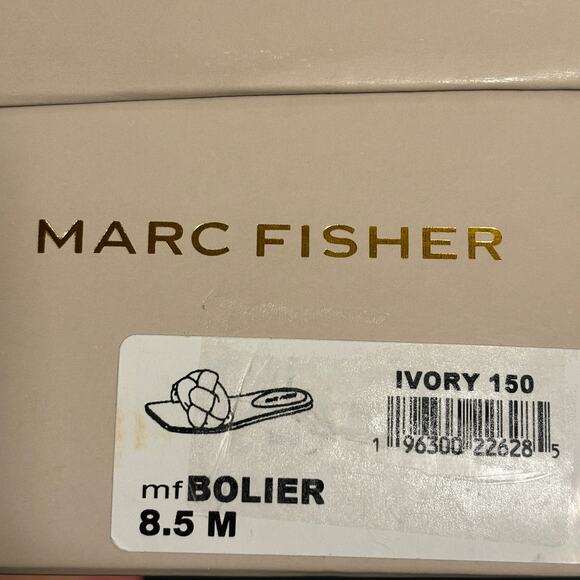 MARC FISHER
IVORY 150
1 96300 22628 5
mfBOLIER
8.5 M